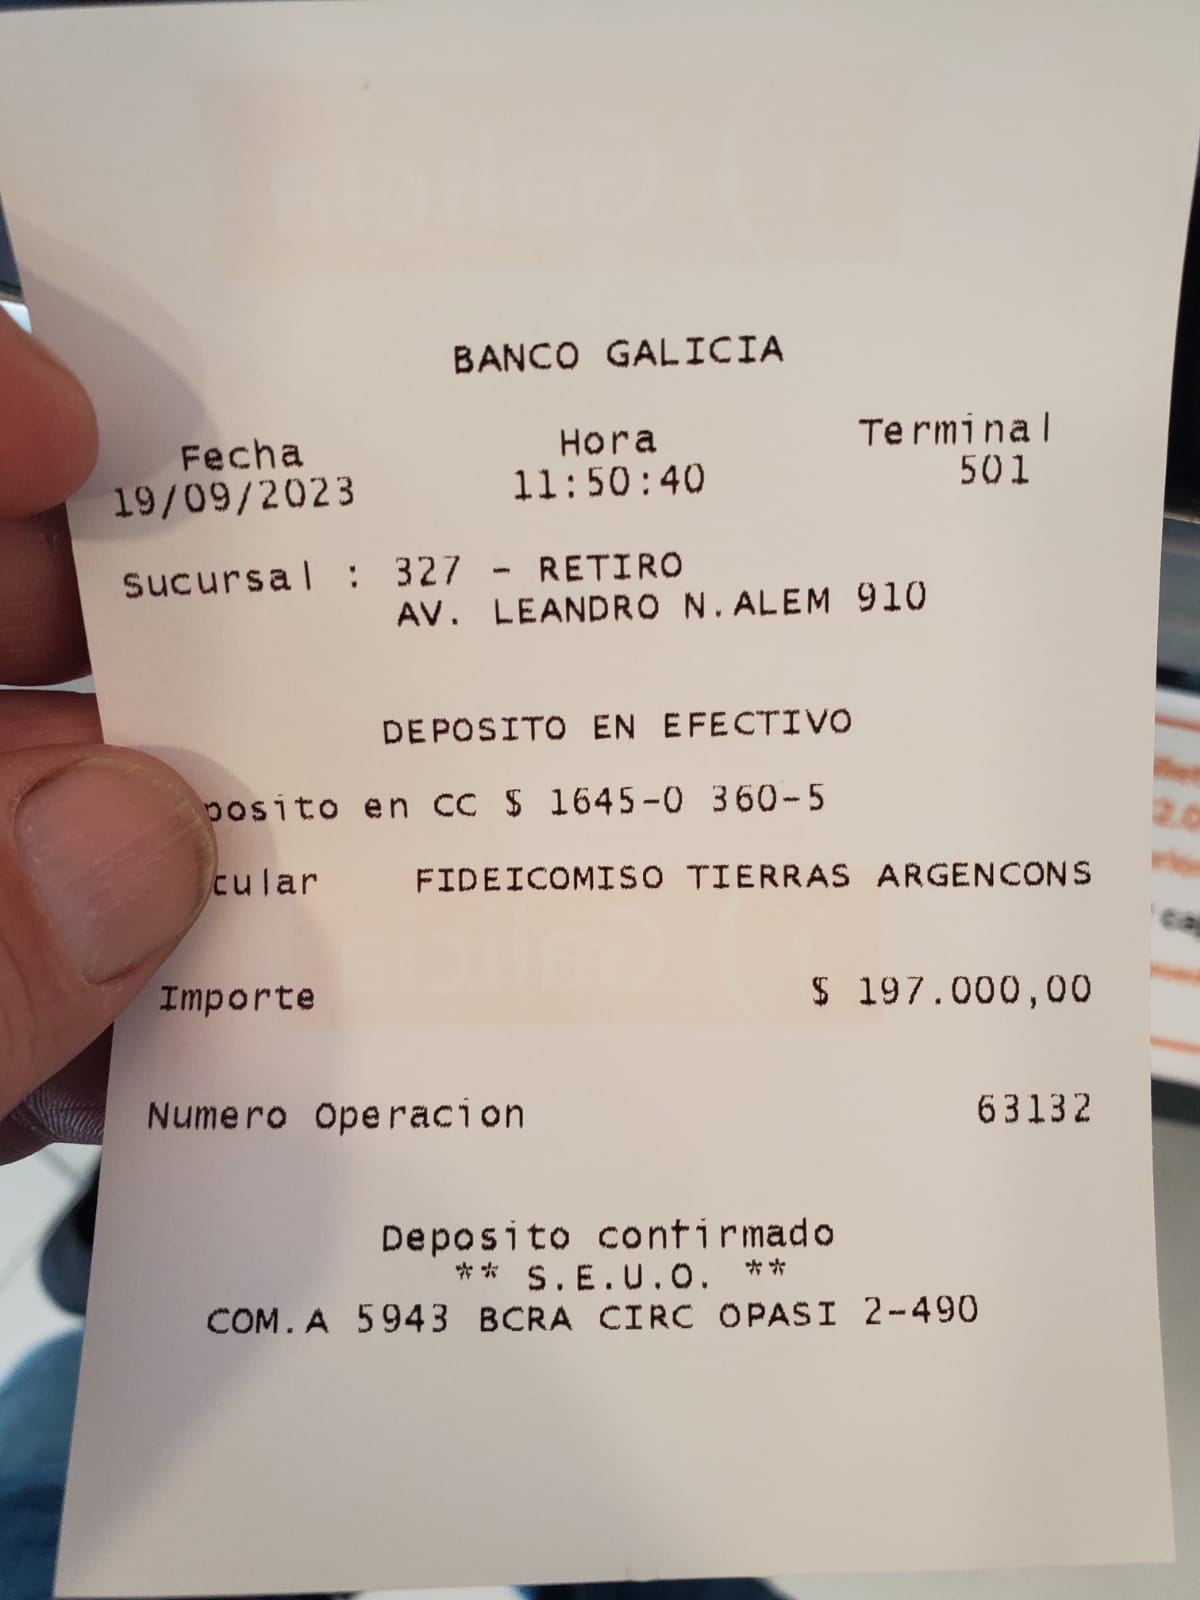 BANCO GALICIA
Fecha Hora Terminal
19/09/2023 11:50:40 501
Sucursal : 327 - RETIRO
AV. LEANDRO N.ALEM 910
DEPOSITO EN EFECTIVO
posito en CC $ 1645-0 360-5
cular FIDEICOMISO TIERRAS ARGENCONS
Importe $ 197.000,00
Numero Operacion 63132
Deposito confirmado
** S.E.U.O. **
COM.A 5943 BCRA CIRC OPASI 2-490